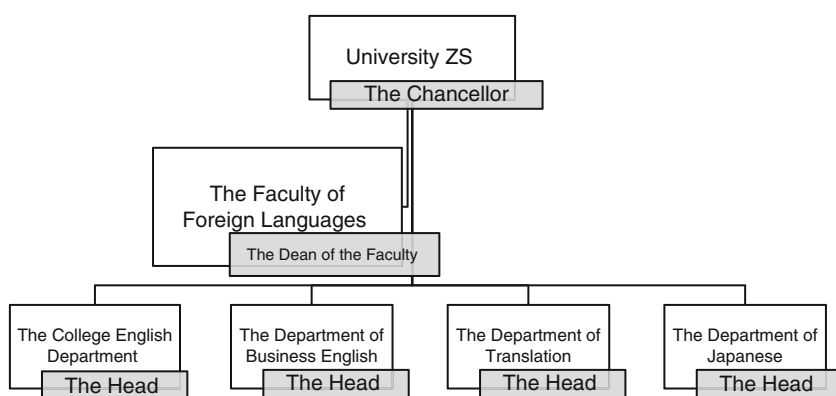 University ZS
The Chancellor
The Faculty of
Foreign Languages
The Dean of the Faculty
The College English
Department
The Head
The Department of
Business English
The Head
The Department of
Translation
The Head
The Department of
Japanese
The Head